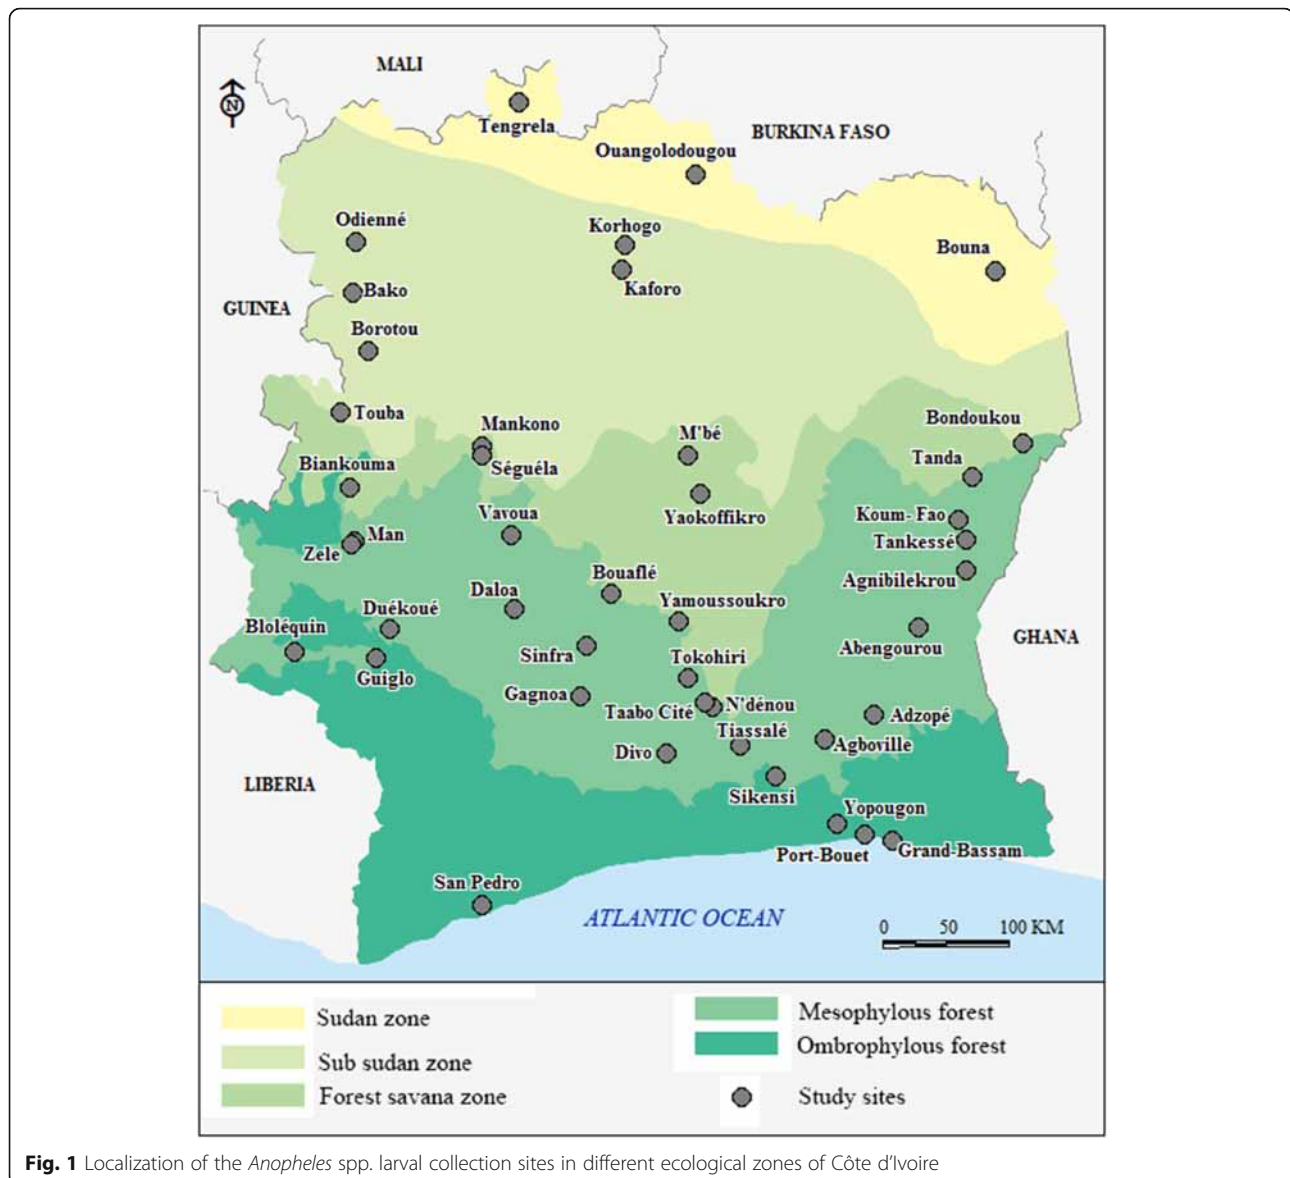 MALI
N
Tengrela
BURKINA FASO
Ouangolodougou
Odienné
Korhogo
Bouna
Kaforo
Bako
GUINEA
Borotou
Touba
Mankono
Bondoukou
M'bé
Séguéla
Biankouma
Tanda
Vavoua
Yaokoffikro
Koum- Fao
Man
Tankessé
Zele
Bouaflé
Agnibilekrou
Daloa
Yamoussoukro
Duékoué
Bloléquin
GHANA
Abengourou
Sinfra
Tokohiri
Guiglo
Gagnoa
N'dénou
Taabo Cité
Adzopé
Tiassalé
Agboville
Divo
LIBERIA
Sikensi
Yopougon
Port-Bouet
Grand-Bassam
San Pedro
ATLANTIC OCEAN
0 50 100 KM
Sudan zone
Sub sudan zone
Forest savana zone
Mesophylous forest
Ombrophylous forest
Study sites
Fig. 1 Localization of the Anopheles spp. larval collection sites in different ecological zones of Côte d'Ivoire